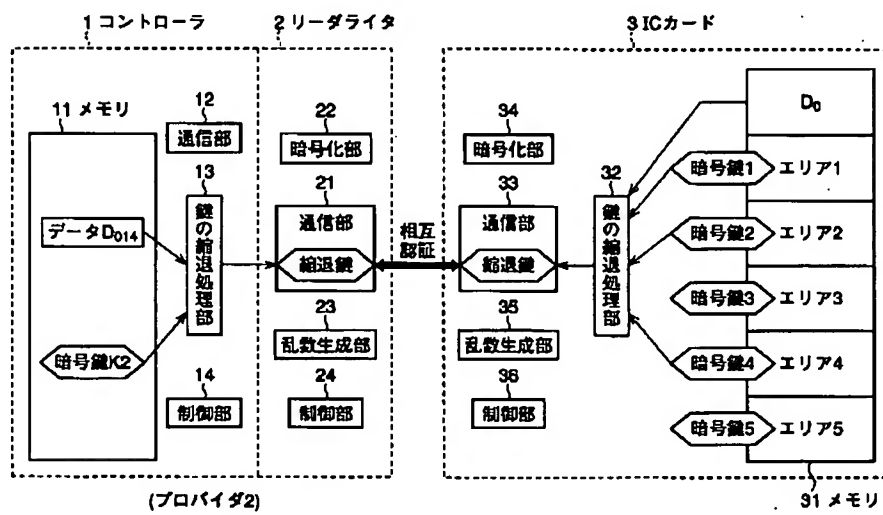 1 コントローラ
2 リーダライタ
3 ICカード
11 メモリ
12
通信部
13
鍵の縮退処理部
データD014
暗号鍵K2
14
制御部
22
暗号化部
21
通信部
縮退鍵
23
乱数生成部
24
制御部
相互
認証
34
暗号化部
33
通信部
縮退鍵
35
乱数生成部
36
制御部
32
鍵の縮退処理部
D0
暗号鍵1
エリア1
暗号鍵2
エリア2
暗号鍵3
エリア3
暗号鍵4
エリア4
暗号鍵5
エリア5
(プロバイダ2)
31 メモリ